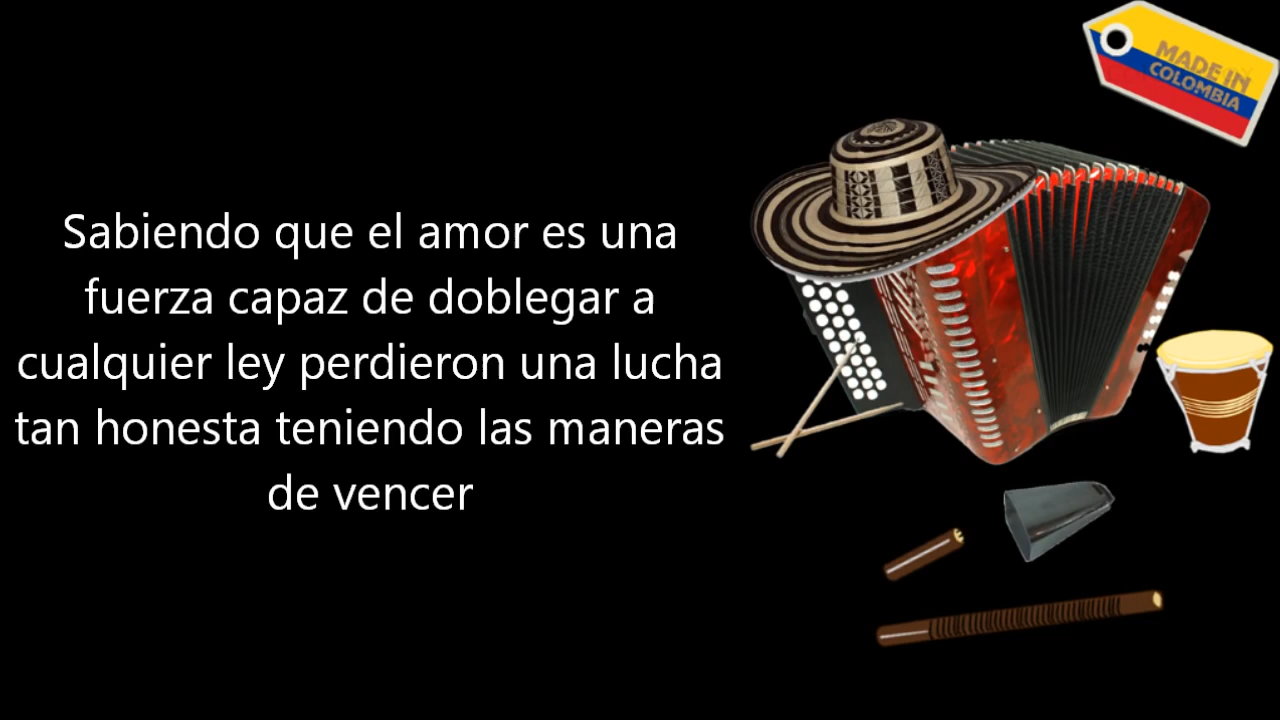 MADE IN
COLOMBIA
Sabiendo que el amor es una
fuerza capaz de doblegar a
cualquier ley perdieron una lucha
tan honesta teniendo las maneras
de vencer